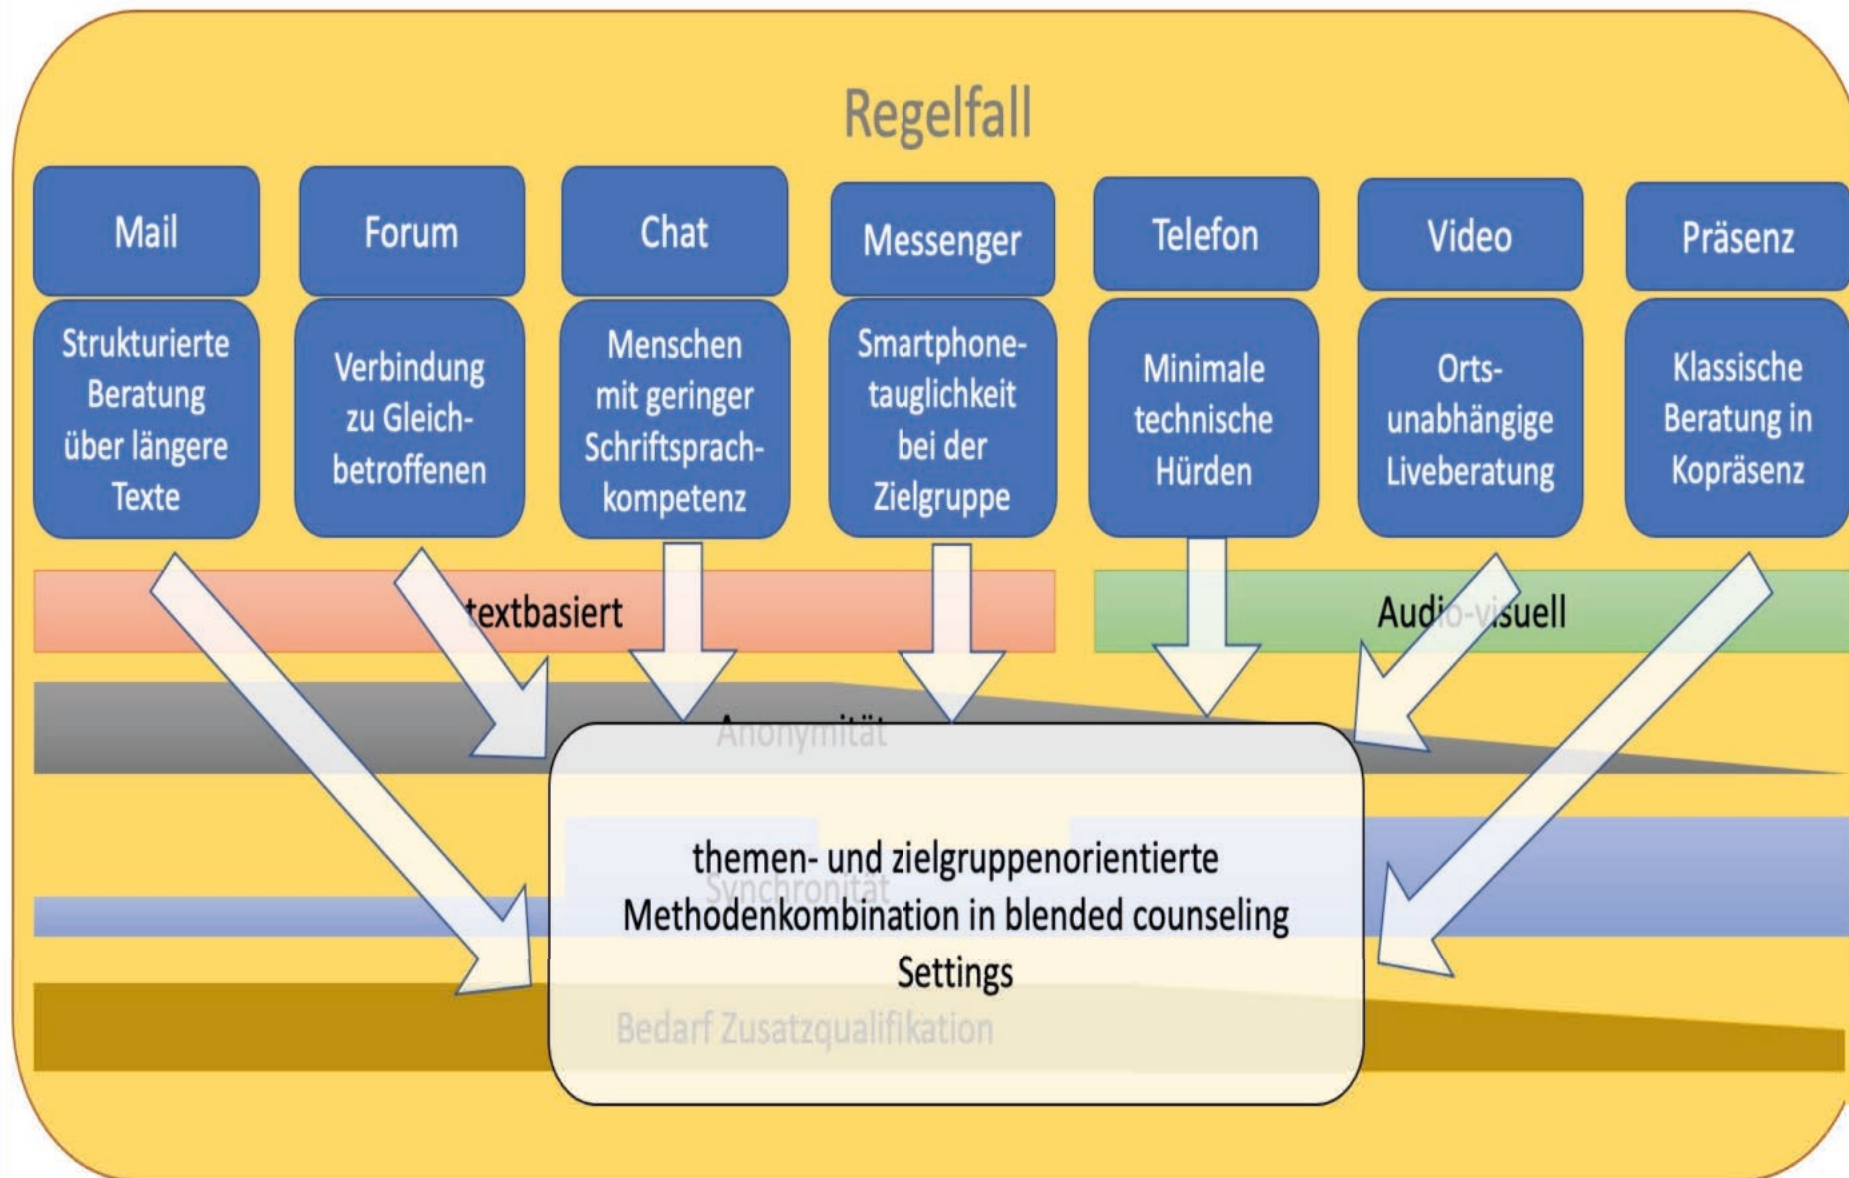 Regelfall
Mail
Forum
Chat
Messenger
Telefon
Video
Präsenz
Strukturierte
Beratung
über längere
Texte
Verbindung
zu Gleich-
betroffenen
Menschen
mit geringer
Schriftsprach-
kompetenz
Smartphone-
tauglichkeit
bei der
Zielgruppe
Minimale
technische
Hürden
Orts-
unabhängige
Liveberatung
Klassische
Beratung in
Kopräsenz
textbasiert
Audio-visuell
Anonymität
themen- und zielgruppenorientierte
Synchronität
Methodenkombination in blended counseling
Settings
Bedarf Zusatzqualifikation